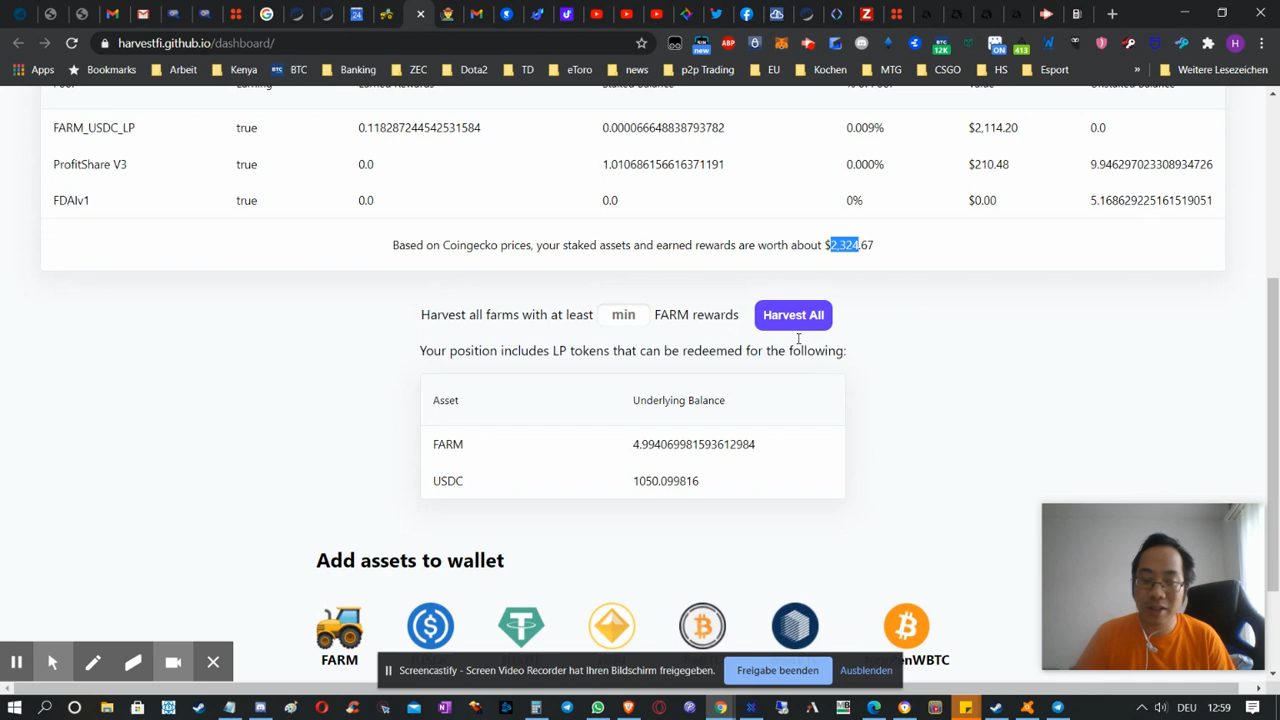 harvestfi.github.io/dashboard/
Apps Bookmarks Arbeit Kenya BTC Banking ZEC Dota2 TD eToro news p2p Trading EU Kochen MTG CSGO HS Esport » Weitere Lesezeichen
FARM_USDC_LP true 0.118287244542531584 0.000066648838793782 0.009% $2,114.20 0.0
ProfitShare V3 true 0.0 1.010686156616371191 0.000% $210.48 9.946297023308934726
FDAIv1 true 0.0 0.0 0% $0.00 5.168629225161519051
Based on Coingecko prices, your staked assets and earned rewards are worth about $2,324.67
Harvest all farms with at least min FARM rewards Harvest All
Your position includes LP tokens that can be redeemed for the following:
Asset Underlying Balance
FARM 4.994069981593612984
USDC 1050.099816
Add assets to wallet
FARM
Screencastify - Screen Video Recorder hat Ihren Bildschirm freigegeben. Freigabe beenden Ausblenden
DEU 12:59